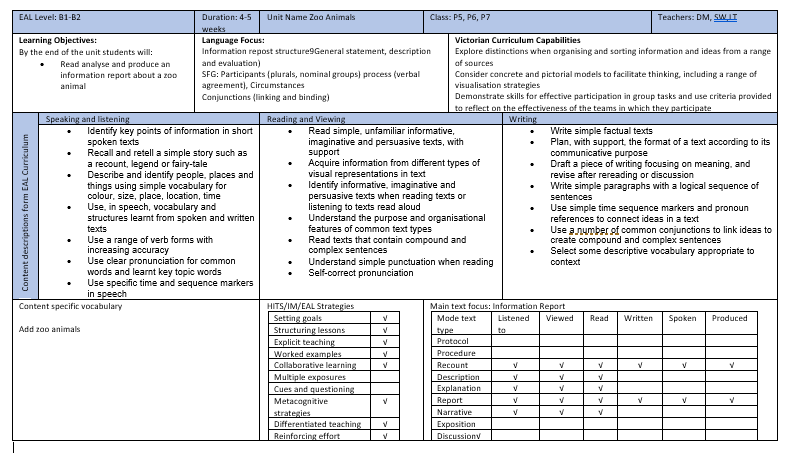 EAL Level: B1-B2
Duration: 4-5
weeks
Unit Name Zoo Animals
Class: P5, P6, P7
Teachers: DM, SW,LT
Learning Objectives:
By the end of the unit students will:
• Read analyse and produce an
information report about a zoo
animal
Language Focus:
Information repost structure9General statement, description
and evaluation)
SFG: Participants (plurals, nominal groups) process (verbal
agreement), Circumstances
Conjunctions (linking and binding)
Victorian Curriculum Capabilities
Explore distinctions when organising and sorting information and ideas from a range
of sources
Consider concrete and pictorial models to facilitate thinking, including a range of
visualisation strategies
Demonstrate skills for effective participation in group tasks and use criteria provided
to reflect on the effectiveness of the teams in which they participate
Content descriptions form EAL Curriculum
Speaking and listening
• Identify key points of information in short
spoken texts
• Recall and retell a simple story such as
a recount, legend or fairy-tale
• Describe and identify people, places and
things using simple vocabulary for
colour, size, place, location, time
• Use, in speech, vocabulary and
structures learnt from spoken and written
texts
• Use a range of verb forms with
increasing accuracy
• Use clear pronunciation for common
words and learnt key topic words
• Use specific time and sequence markers
in speech
Reading and Viewing
• Read simple, unfamiliar informative,
imaginative and persuasive texts, with
support
• Acquire information from different types of
visual representations in text
• Identify informative, imaginative and
persuasive texts when reading texts or
listening to texts read aloud
• Understand the purpose and organisational
features of common text types
• Read texts that contain compound and
complex sentences
• Understand simple punctuation when reading
• Self-correct pronunciation
Writing
• Write simple factual texts
• Plan, with support, the format of a text according to its
communicative purpose
• Draft a piece of writing focusing on meaning, and
revise after rereading or discussion
• Write simple paragraphs with a logical sequence of
sentences
• Use simple time sequence markers and pronoun
references to connect ideas in a text
• Use a number of common conjunctions to link ideas to
create compound and complex sentences
• Select some descriptive vocabulary appropriate to
context
Content specific vocabulary
Add zoo animals
HITS/IM/EAL Strategies
Setting goals √
Structuring lessons √
Explicit teaching √
Worked examples √
Collaborative learning √
Multiple exposures
Cues and questioning
Metacognitive √
strategies
Differentiated teaching √
Reinforcing effort √
Main text focus: Information Report
Mode text Listened Viewed Read Written Spoken Produced
type to
Protocol
Procedure
Recount √ √ √ √ √ √
Description √ √ √
Explanation √ √ √
Report √ √ √ √ √ √
Narrative √ √ √
Exposition
Discussion√